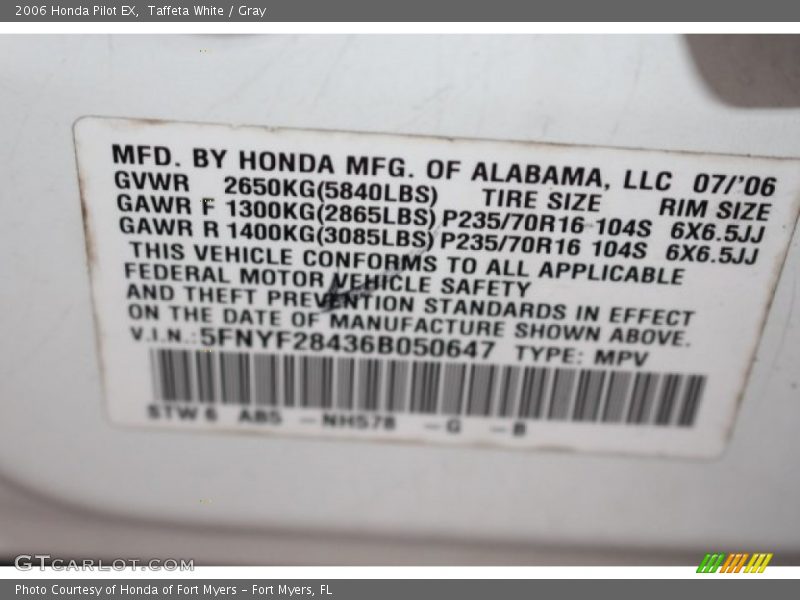 2006 Honda Pilot EX,  Taffeta White / Gray
MFD. BY HONDA MFG. OF ALABAMA, LLC 07/'06
GVWR 2650KG(5840LBS) TIRE SIZE RIM SIZE
GAWR F 1300KG(2865LBS) P235/70R16 104S 6X6.5JJ
GAWR R 1400KG(3085LBS) P235/70R16 104S 6X6.5JJ
THIS VEHICLE CONFORMS TO ALL APPLICABLE
FEDERAL MOTOR VEHICLE SAFETY
AND THEFT PREVENTION STANDARDS IN EFFECT
ON THE DATE OF MANUFACTURE SHOWN ABOVE.
V.I.N.: 5FNYF28436B050647 TYPE: MPV
STW6 ABS -NH578 -G -B
GTCARLOT.COM
Photo Courtesy of Honda of Fort Myers - Fort Myers, FL